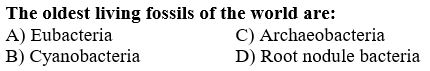 The oldest living fossils of the world are:
A) Eubacteria C) Archaeobacteria
B) Cyanobacteria D) Root nodule bacteria